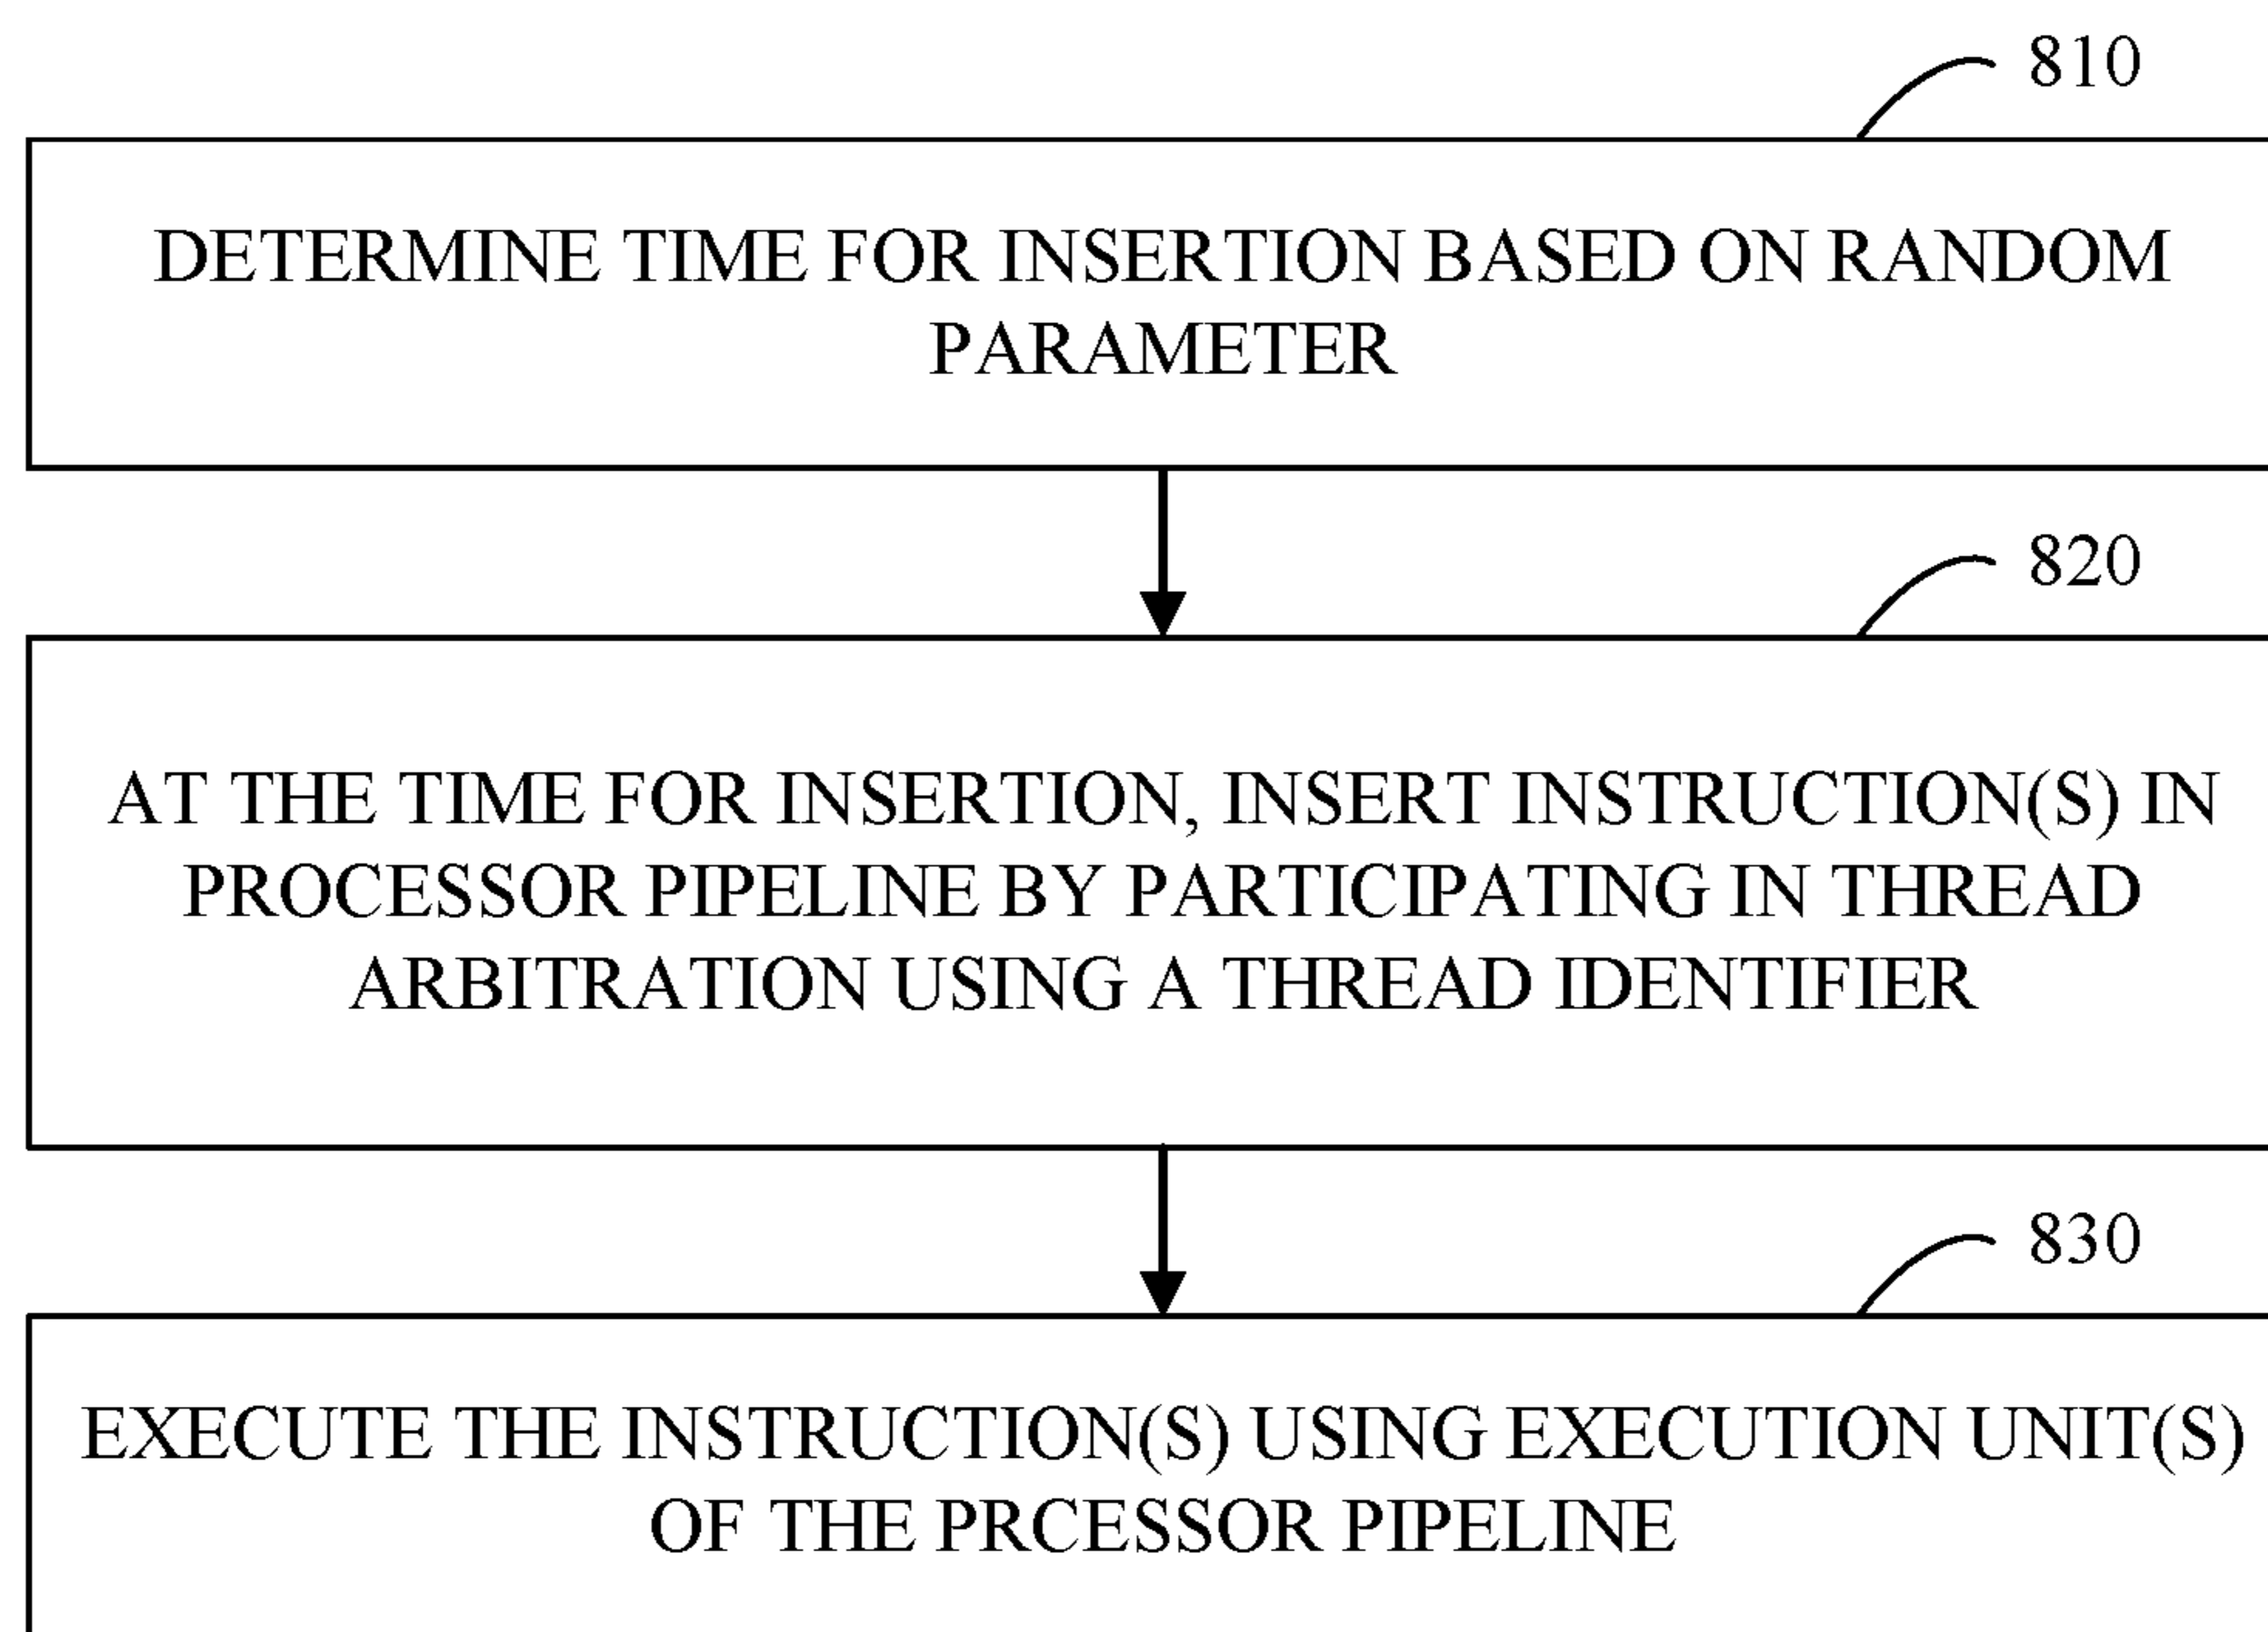 810
DETERMINE TIME FOR INSERTION BASED ON RANDOM
PARAMETER
820
AT THE TIME FOR INSERTION, INSERT INSTRUCTION(S) IN
PROCESSOR PIPELINE BY PARTICIPATING IN THREAD
ARBITRATION USING A THREAD IDENTIFIER
830
EXECUTE THE INSTRUCTION(S) USING EXECUTION UNIT(S)
OF THE PRCESSOR PIPELINE